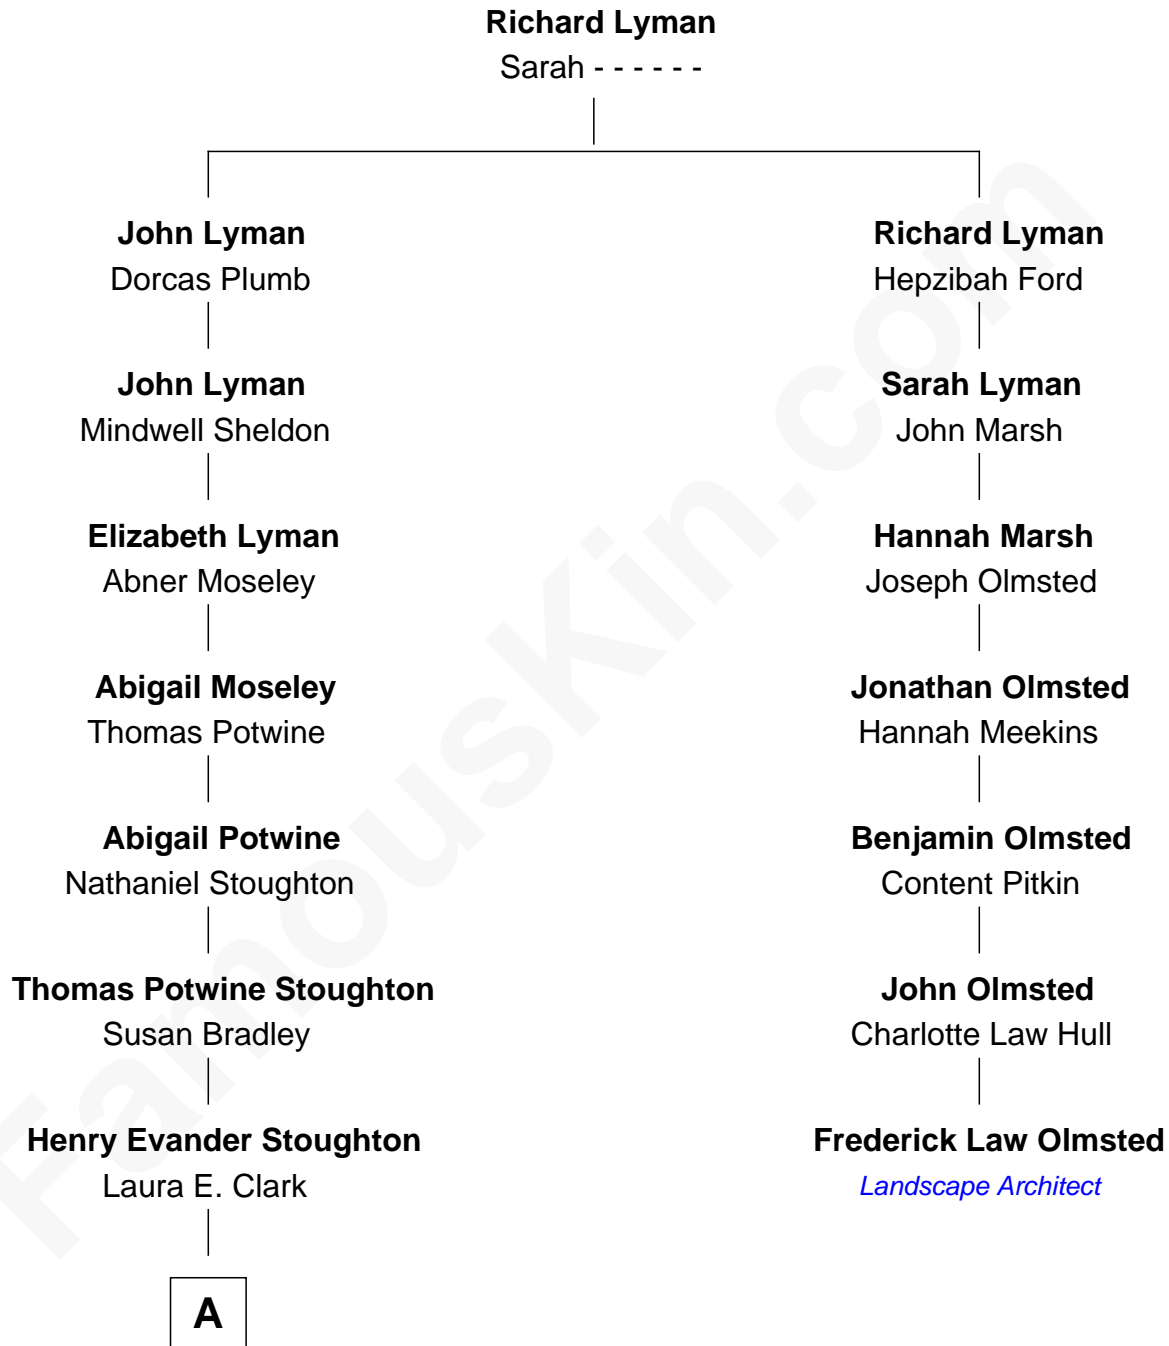 Richard Lyman
Sarah - - - - - -
John Lyman
Dorcas Plumb
Richard Lyman
Hepzibah Ford
John Lyman
Mindwell Sheldon
Sarah Lyman
John Marsh
Elizabeth Lyman
Abner Moseley
Hannah Marsh
Joseph Olmsted
Abigail Moseley
Thomas Potwine
Jonathan Olmsted
Hannah Meekins
Abigail Potwine
Nathaniel Stoughton
Benjamin Olmsted
Content Pitkin
Thomas Potwine Stoughton
Susan Bradley
John Olmsted
Charlotte Law Hull
Henry Evander Stoughton
Laura E. Clark
Frederick Law Olmsted
Landscape Architect
A
FamousKin.com